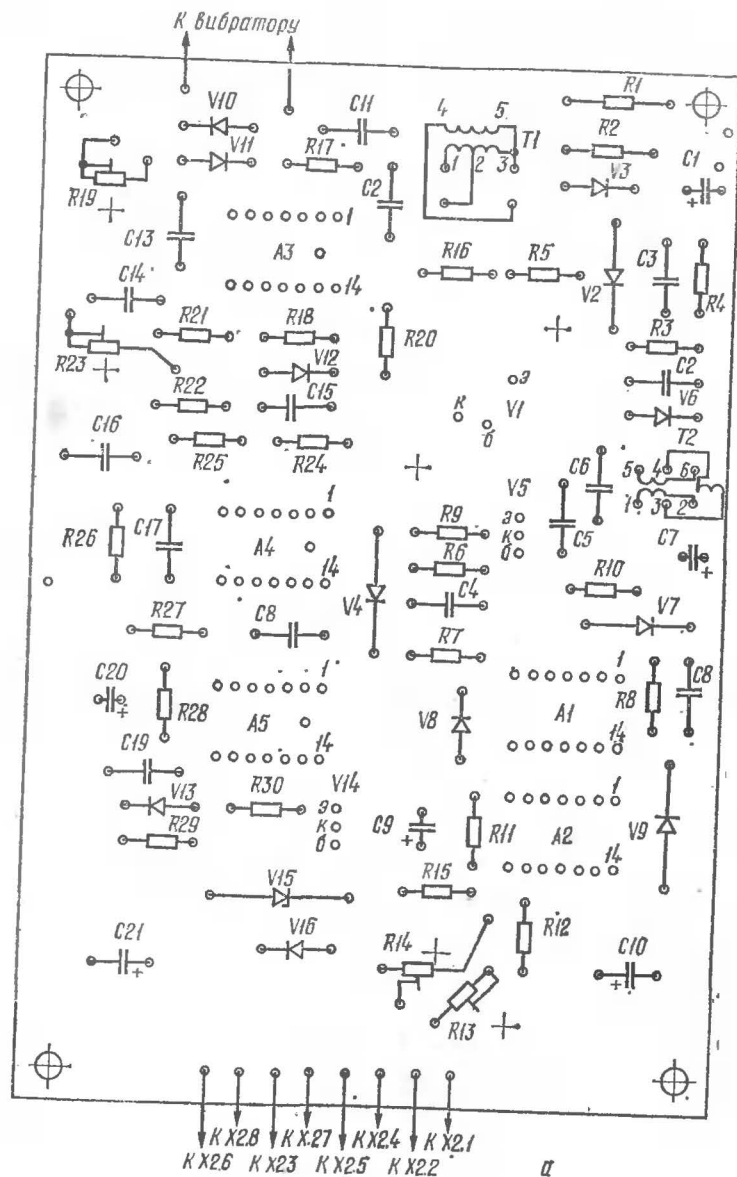 К вибратору
R1
V10
C11
4 5
T1
R2
C1
V11
R17
1 2 3
V3
+
R19
C2
1
C13
A3
R16
R5
C3
R4
V2
C14
14
R21
R18
R20
R3
R23
V12
э
C2
R22
C15
к
V1
V6
б
T2
C16
R25
R24
C6
5 4 6
V5
1 3 2
1
R26
C17
R9
э
C5
C7
A4
R6
к
+
14
б
V4
C4
R10
R27
C8
R7
V7
C20
1
1
R8
C8
+
R28
A5
V8
A1
C19
14
14
V13
R30
V14
1
э
C9
R29
к
+
R11
A2
V9
б
14
V15
R15
V16
R12
C21
R14
C10
+
+
R13
К X2.8
К X2.7
К X2.4
К X2.1
К X2.6
К X2.3
К X2.5
К X2.2
а